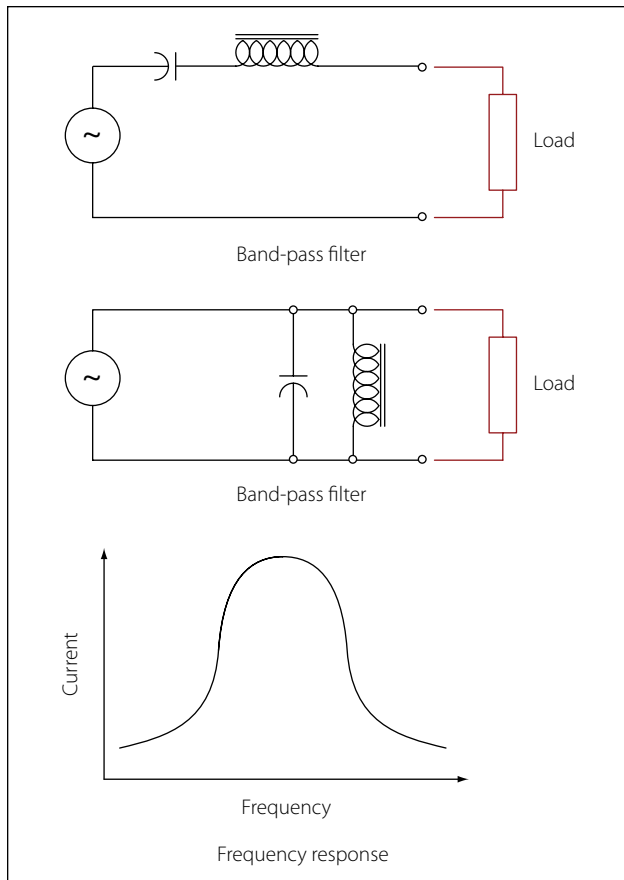 ~
Load
Band-pass filter
~
Load
Band-pass filter
Current
Frequency
Frequency response